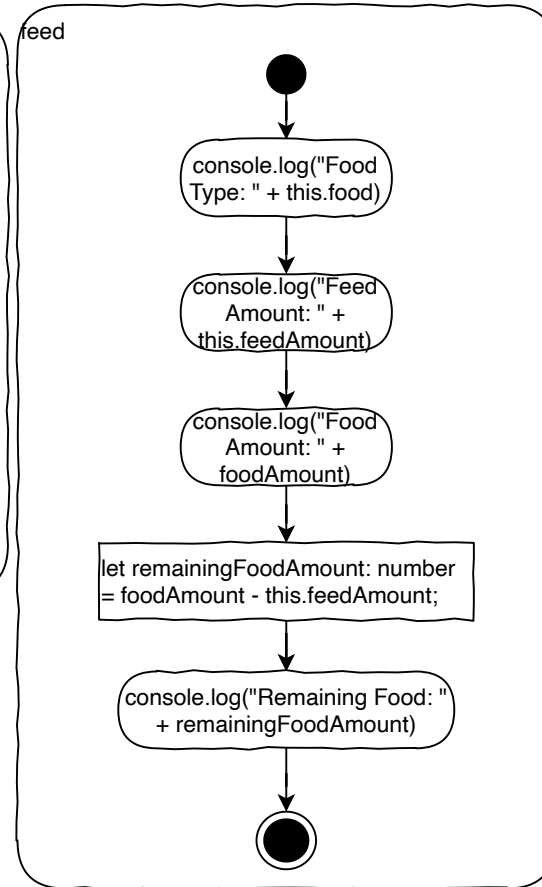 feed
console.log("Food
Type: " + this.food)
console.log("Feed
Amount: " +
this.feedAmount)
console.log("Food
Amount: " +
foodAmount)
let remainingFoodAmount: number
= foodAmount - this.feedAmount;
console.log("Remaining Food: "
+ remainingFoodAmount)